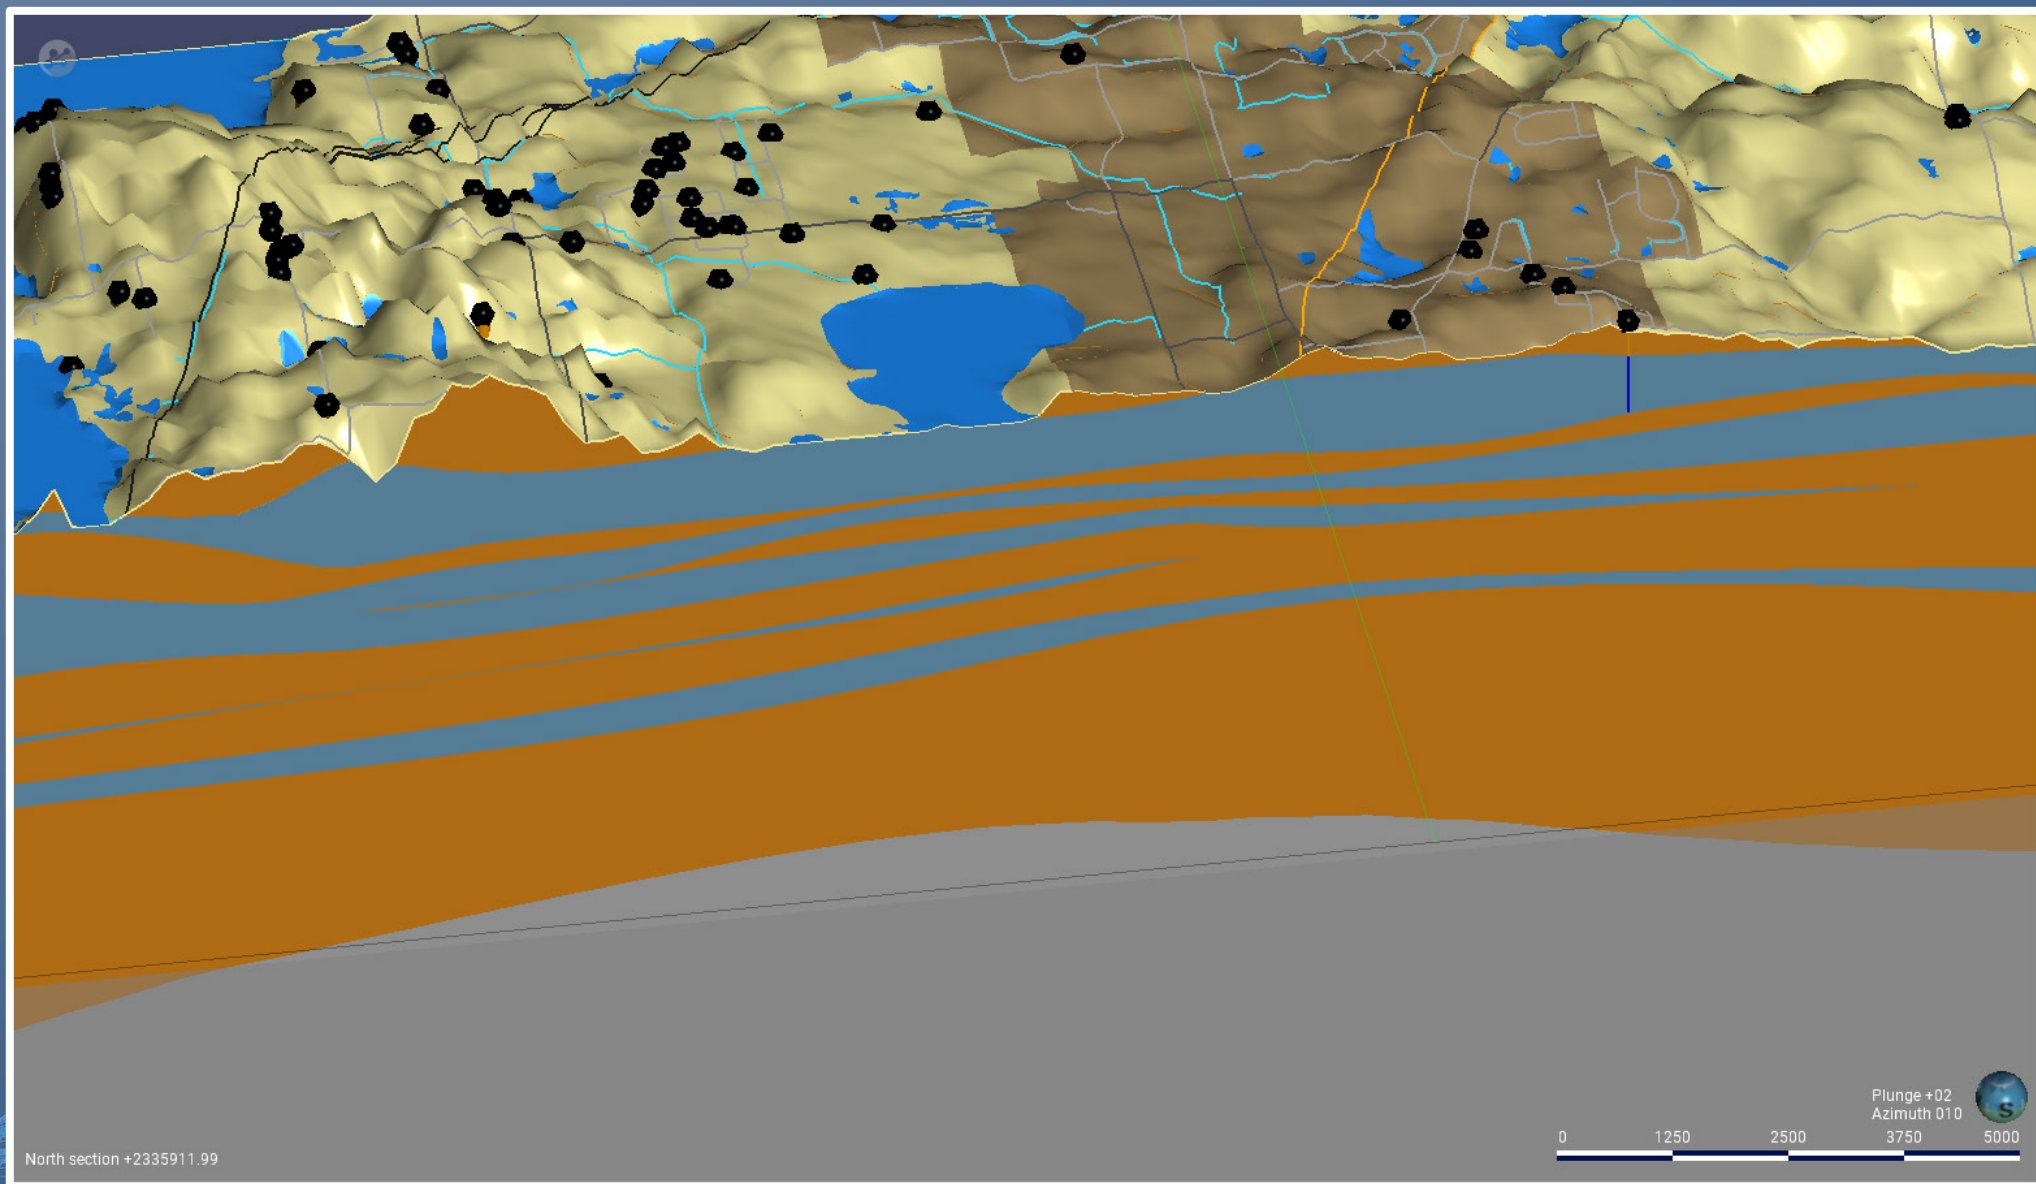 Plunge +02
Azimuth 010
0 1250 2500 3750 5000
North section +2335911.99
S